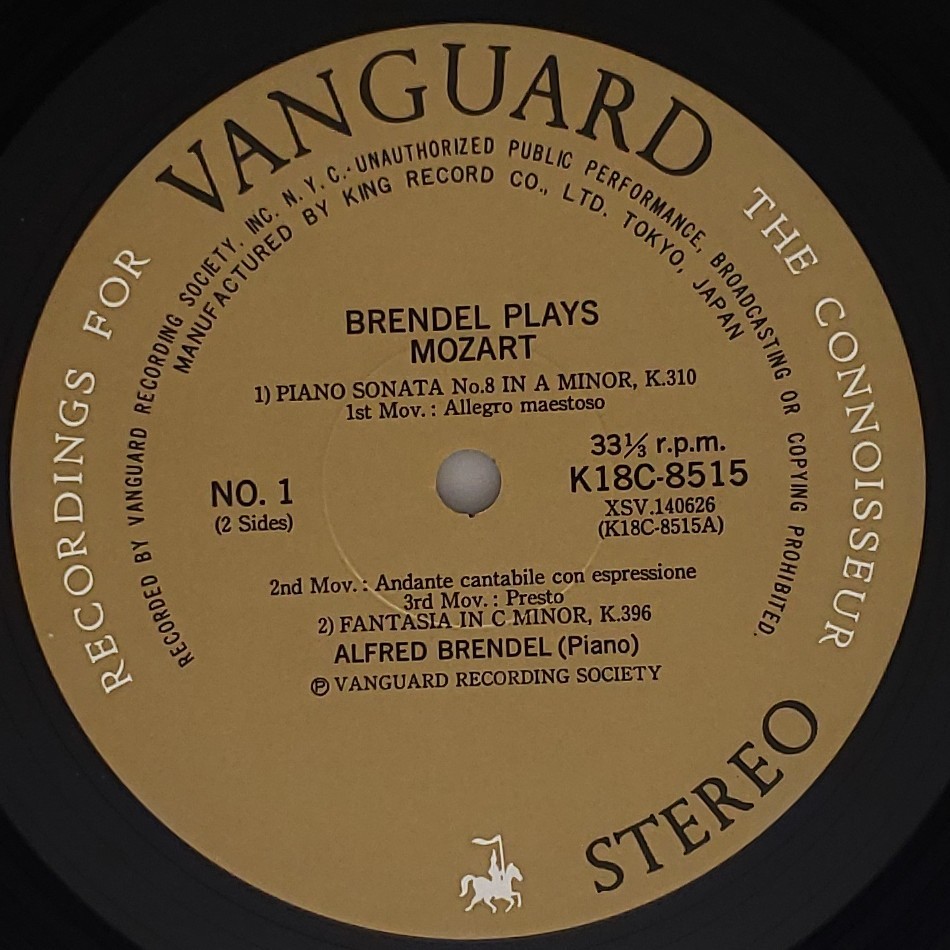 VANGUARD
RECORDINGS FOR THE CONNOISSEUR
RECORDED BY VANGUARD RECORDING SOCIETY. INC. N. Y. C.·UNAUTHORIZED PUBLIC PERFORMANCE, BROADCASTING OR COPYING PROHIBITED.
MANUFACTURED BY KING RECORD CO., LTD. TOKYO, JAPAN
BRENDEL PLAYS
MOZART
1) PIANO SONATA No.8 IN A MINOR, K.310
1st Mov. : Allegro maestoso
NO. 1
(2 Sides)
33⅓ r.p.m.
K18C-8515
XSV.140626
(K18C-8515A)
2nd Mov. : Andante cantabile con espressione
3rd Mov. : Presto
2) FANTASIA IN C MINOR, K.396
ALFRED BRENDEL (Piano)
Ⓟ VANGUARD RECORDING SOCIETY
STEREO